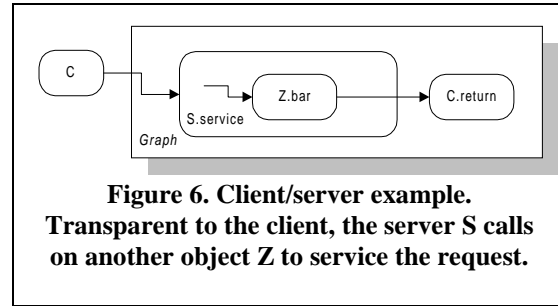 C
Z.bar
C.return
S.service
Graph
Figure 6. Client/server example.
Transparent to the client, the server S calls
on another object Z to service the request.